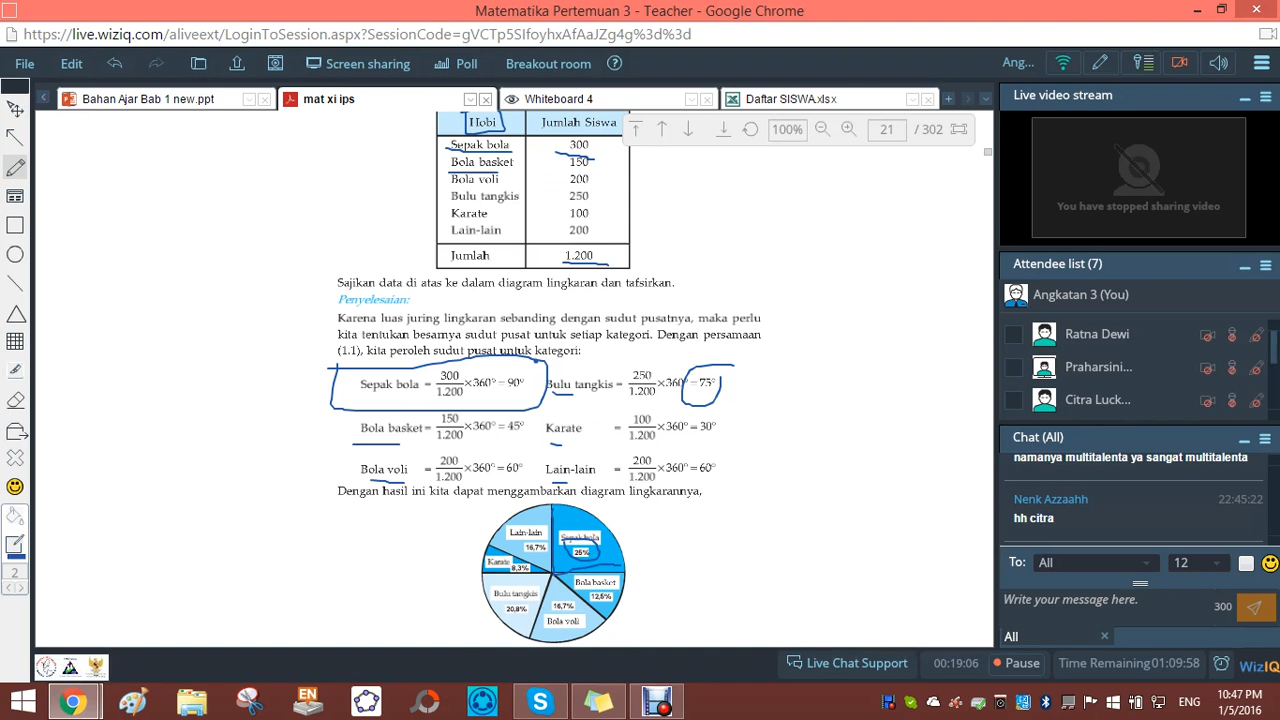 Matematika Pertemuan 3 - Teacher - Google Chrome
https://live.wiziq.com/aliveext/LoginToSession.aspx?SessionCode=gVCTp5SIfoyhxAfAaJZg4g%3d%3d
File Edit Screen sharing Poll Breakout room ? Ang...
Bahan Ajar Bab 1 new.ppt mat xi ips Whiteboard 4 Daftar SISWA.xlsx
100% 21 / 302
Hobi Jumlah Siswa
Sepak bola 300
Bola basket 150
Bola voli 200
Bulu tangkis 250
Karate 100
Lain-lain 200
Jumlah 1.200
Sajikan data di atas ke dalam diagram lingkaran dan tafsirkan.
Penyelesaian:
Karena luas juring lingkaran sebanding dengan sudut pusatnya, maka perlu
kita tentukan besarnya sudut pusat untuk setiap kategori. Dengan persamaan
(1.1), kita peroleh sudut pusat untuk kategori:
Sepak bola = 300/1.200 ×360° = 90° Bulu tangkis = 250/1.200 ×360° = 75°
Bola basket = 150/1.200 ×360° = 45° Karate = 100/1.200 ×360° = 30°
Bola voli = 200/1.200 ×360° = 60° Lain-lain = 200/1.200 ×360° = 60°
Dengan hasil ini kita dapat menggambarkan diagram lingkarannya,
Lain-lain
16,7%
Sepak bola
25%
Karate
8,3%
Bola basket
12,5%
Bulu tangkis
20,8%
16,7%
Bola voli
2
Live video stream
You have stopped sharing video
Attendee list (7)
Angkatan 3 (You)
Ratna Dewi
Praharsini...
Citra Luck...
Chat (All)
namanya multitalenta ya sangat multitalenta
Nenk Azzaahh 22:45:22
hh citra
To: All 12
Write your message here. 300
All
Live Chat Support 00:19:06 Pause Time Remaining 01:09:58 WizIQ
EN
ENG
10:47 PM
1/5/2016